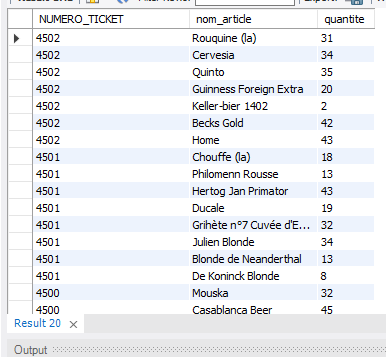 NUMERO_TICKET nom_article quantite
4502 Rouquine (la) 31
4502 Cervesia 34
4502 Quinto 35
4502 Guinness Foreign Extra 20
4502 Keller-bier 1402 2
4502 Becks Gold 42
4502 Home 43
4501 Chouffe (la) 18
4501 Philomenn Rousse 13
4501 Hertog Jan Primator 43
4501 Ducale 19
4501 Grihète n°7 Cuvée d'E... 32
4501 Julien Blonde 34
4501 Blonde de Neanderthal 13
4501 De Koninck Blonde 8
4500 Mouska 32
4500 Casablanca Beer 45
Result 20 ×
Output